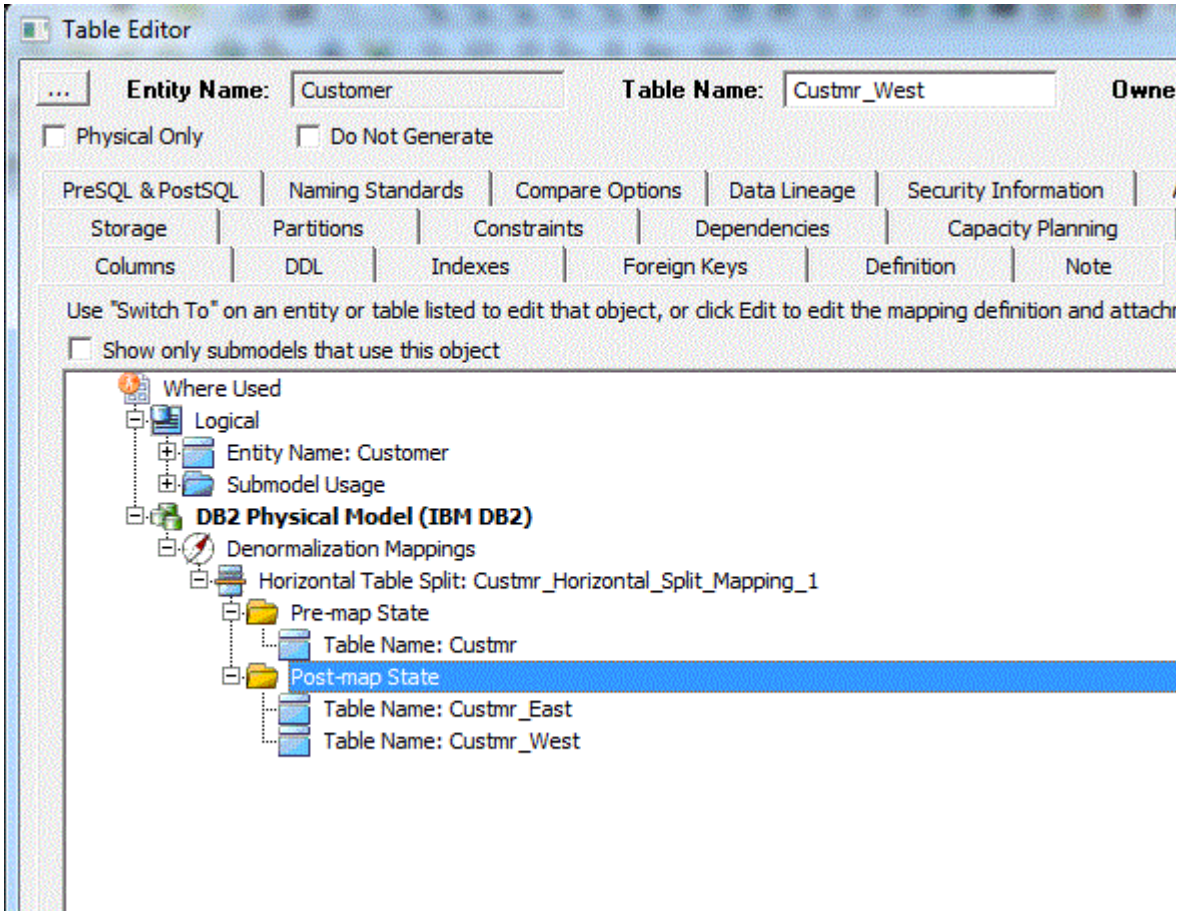 Table Editor
... Entity Name: Customer Table Name: Custmr_West Owne
Physical Only Do Not Generate
PreSQL & PostSQL Naming Standards Compare Options Data Lineage Security Information
Storage Partitions Constraints Dependencies Capacity Planning
Columns DDL Indexes Foreign Keys Definition Note
Use "Switch To" on an entity or table listed to edit that object, or click Edit to edit the mapping definition and attachr
Show only submodels that use this object
Where Used
Logical
Entity Name: Customer
Submodel Usage
DB2 Physical Model (IBM DB2)
Denormalization Mappings
Horizontal Table Split: Custmr_Horizontal_Split_Mapping_1
Pre-map State
Table Name: Custmr
Post-map State
Table Name: Custmr_East
Table Name: Custmr_West